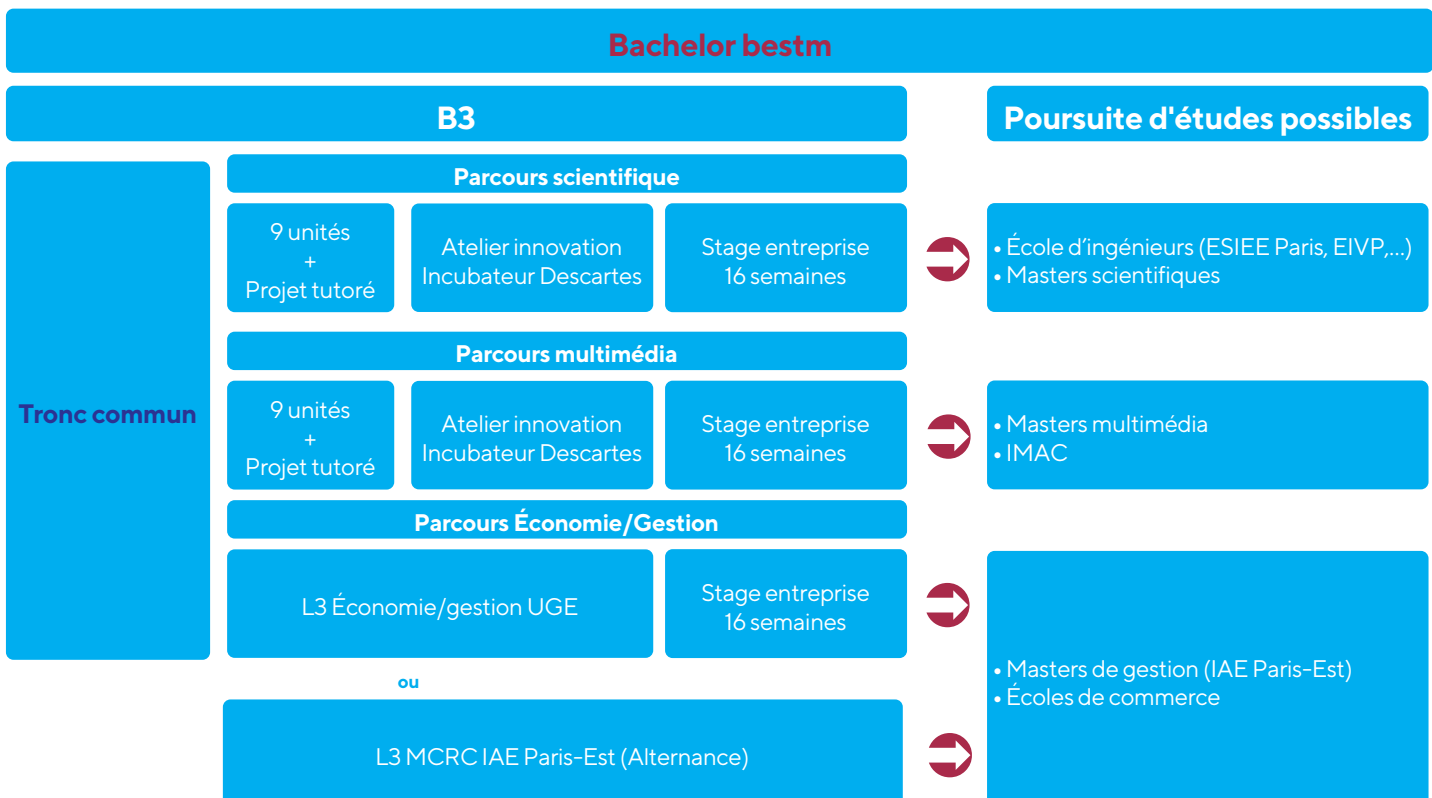 Bachelor bestm
B3
Poursuite d'études possibles
Tronc commun
Parcours scientifique
9 unités
+
Projet tutoré
Atelier innovation
Incubateur Descartes
Stage entreprise
16 semaines
• École d'ingénieurs (ESIEE Paris, EIVP,...)
• Masters scientifiques
Parcours multimédia
9 unités
+
Projet tutoré
Atelier innovation
Incubateur Descartes
Stage entreprise
16 semaines
• Masters multimédia
• IMAC
Parcours Économie/Gestion
L3 Économie/gestion UGE
Stage entreprise
16 semaines
ou
L3 MCRC IAE Paris-Est (Alternance)
• Masters de gestion (IAE Paris-Est)
• Écoles de commerce